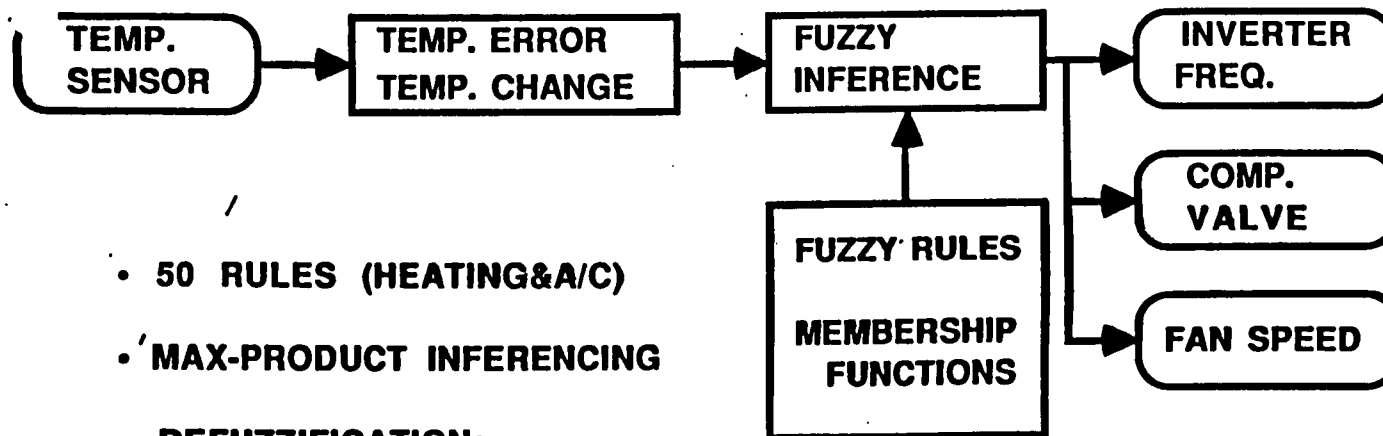 TEMP.
SENSOR
TEMP. ERROR
TEMP. CHANGE
FUZZY
INFERENCE
INVERTER
FREQ.
COMP.
VALVE
FAN SPEED
FUZZY RULES
MEMBERSHIP
FUNCTIONS
• 50 RULES (HEATING&A/C)
• MAX-PRODUCT INFERENCING
DEFUZZIFICATION: